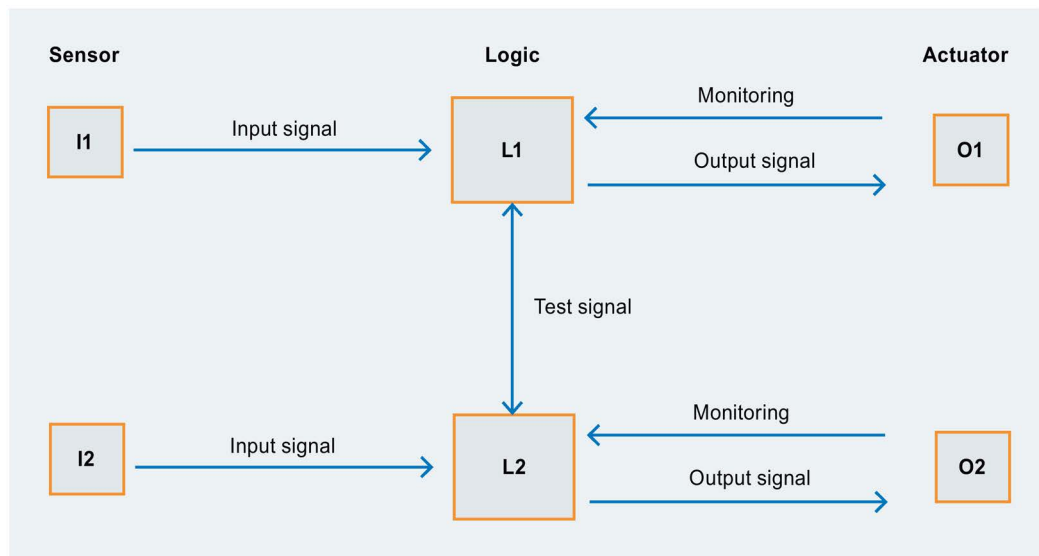 Sensor
Logic
Actuator
I1
Input signal
L1
Monitoring
Output signal
O1
Test signal
I2
Input signal
L2
Monitoring
Output signal
O2